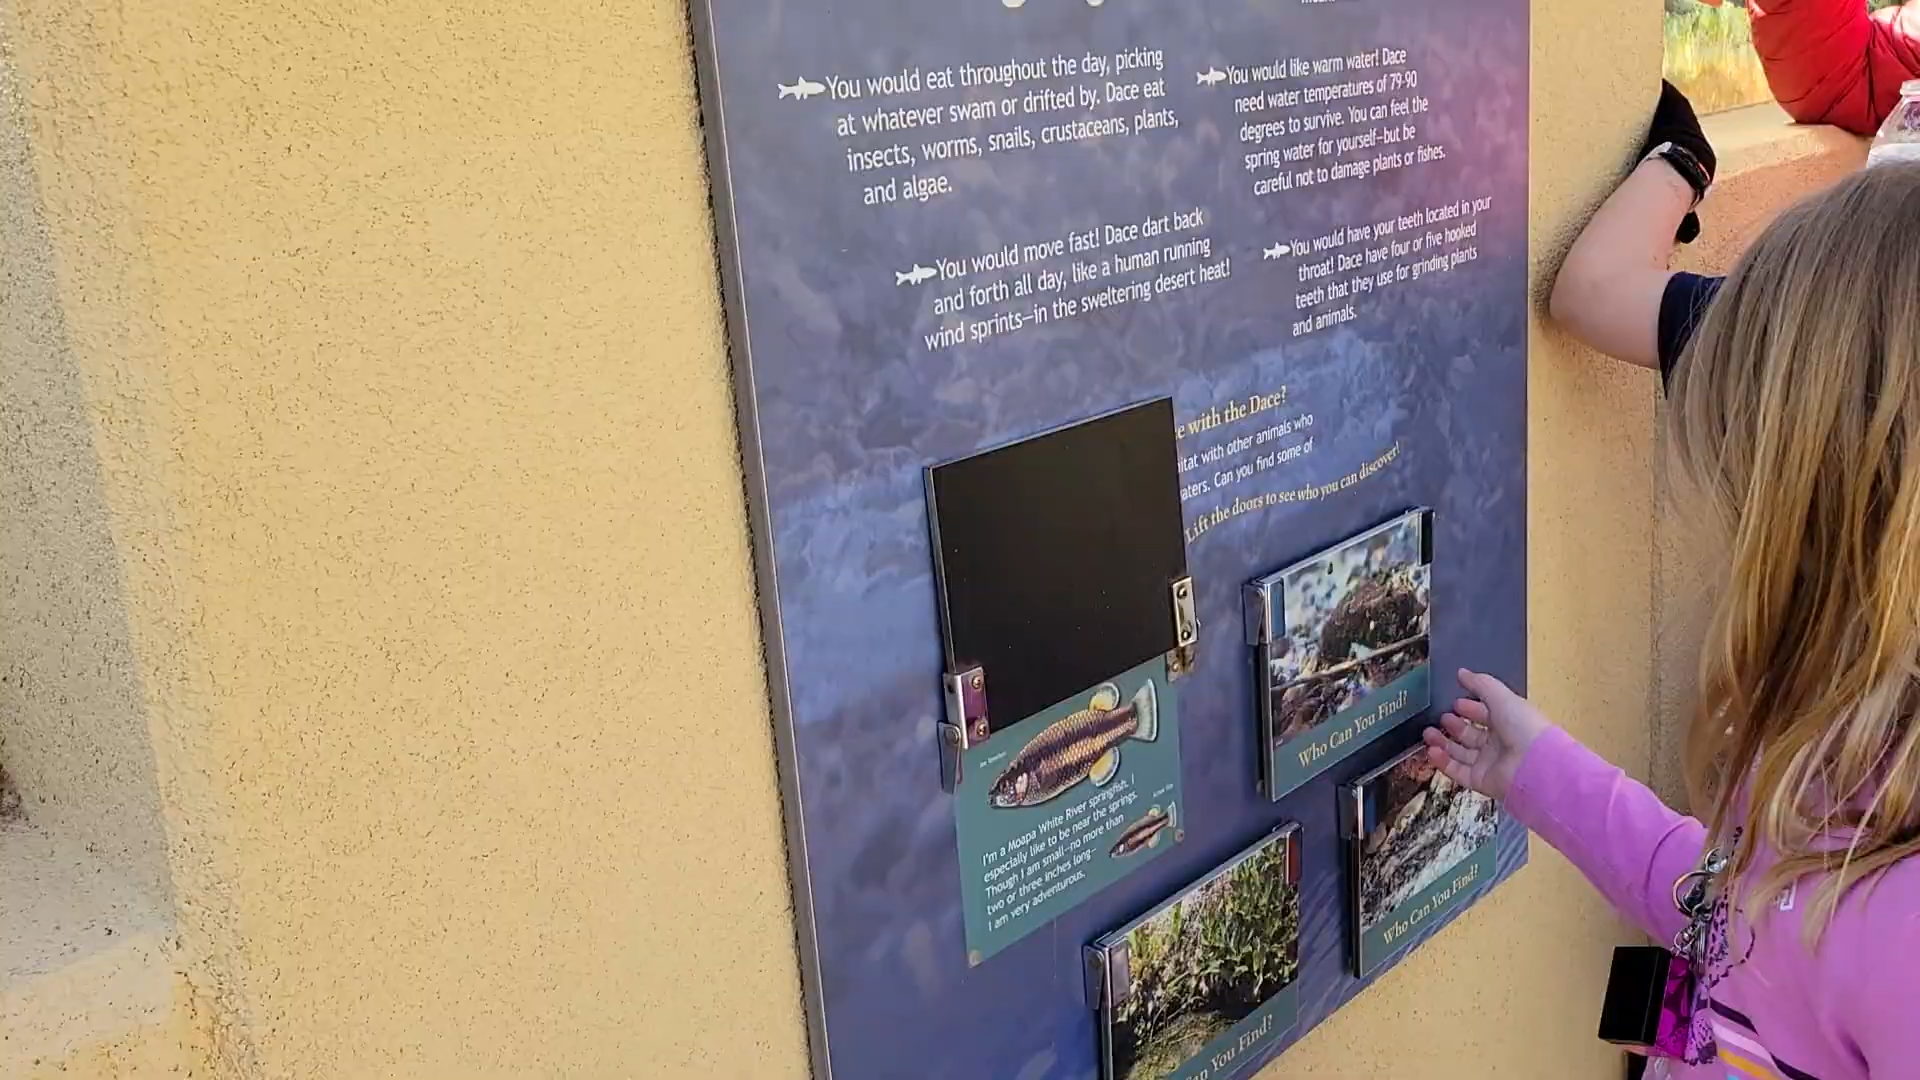 You would eat throughout the day, picking
at whatever swam or drifted by. Dace eat
insects, worms, snails, crustaceans, plants,
and algae.
You would like warm water! Dace
need water temperatures of 79-90
degrees to survive. You can feel the
spring water for yourself–but be
careful not to damage plants or fishes.
You would move fast! Dace dart back
and forth all day, like a human running
wind sprints–in the sweltering desert heat!
You would have your teeth located in your
throat! Dace have four or five hooked
teeth that they use for grinding plants
and animals.
with the Dace?
with other animals who
Can you find some of
Lift the doors to see who you can discover!
I'm a Moapa White River springfish. I
especially like to be near the springs.
Though I am small–no more than
two or three inches long–
I am very adventurous.
Who Can You Find?
Who Can You Find?
You Find?